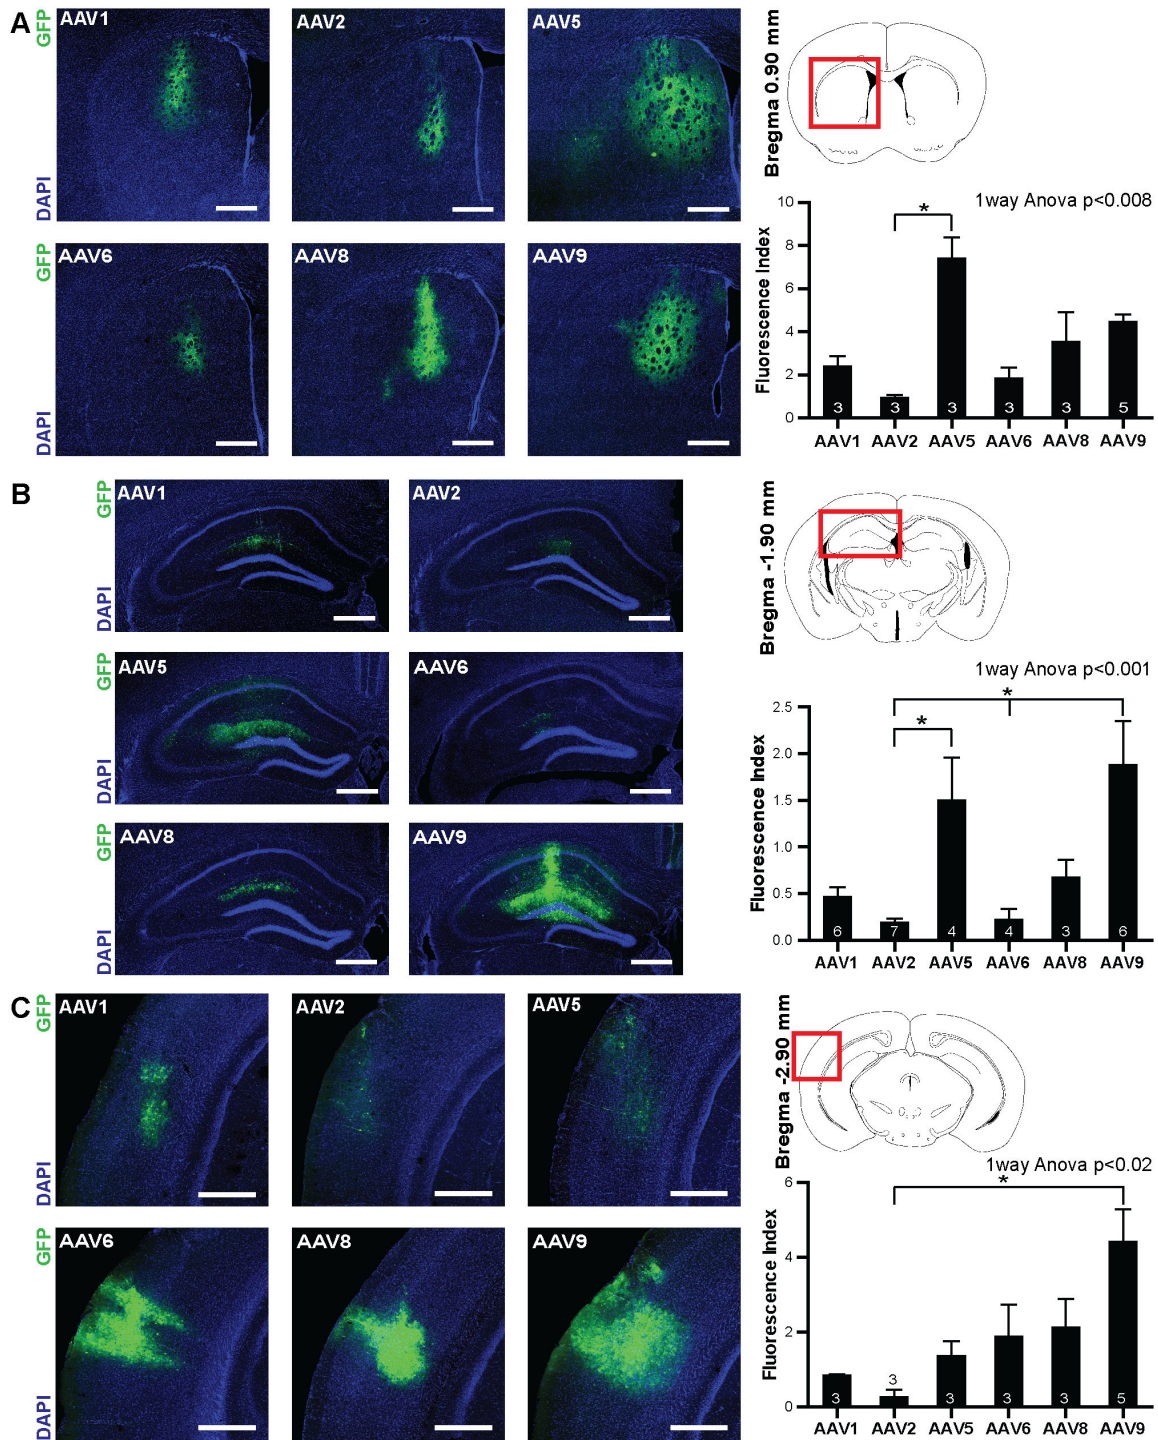 A
GFP
DAPI
AAV1
AAV2
AAV5
GFP
DAPI
AAV6
AAV8
AAV9
Bregma 0.90 mm
1way Anova p<0.008
*
Fluorescence Index
10
8
6
4
2
0
3
3
3
3
3
5
AAV1
AAV2
AAV5
AAV6
AAV8
AAV9
B
GFP
DAPI
AAV1
AAV2
GFP
DAPI
AAV5
AAV6
GFP
DAPI
AAV8
AAV9
Bregma -1.90 mm
1way Anova p<0.001
*
*
Fluorescence Index
2.5
2.0
1.5
1.0
0.5
0.0
6
7
4
4
3
6
AAV1
AAV2
AAV5
AAV6
AAV8
AAV9
C
GFP
DAPI
AAV1
AAV2
AAV5
GFP
DAPI
AAV6
AAV8
AAV9
Bregma -2.90 mm
1way Anova p<0.02
*
Fluorescence Index
6
4
2
0
3
3
3
3
3
5
AAV1
AAV2
AAV5
AAV6
AAV8
AAV9